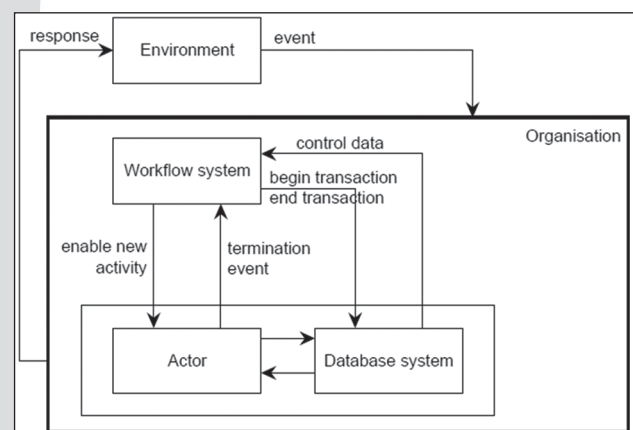 response
Environment
event
Organisation
control data
Workflow system
begin transaction
end transaction
enable new
activity
termination
event
Actor
Database system